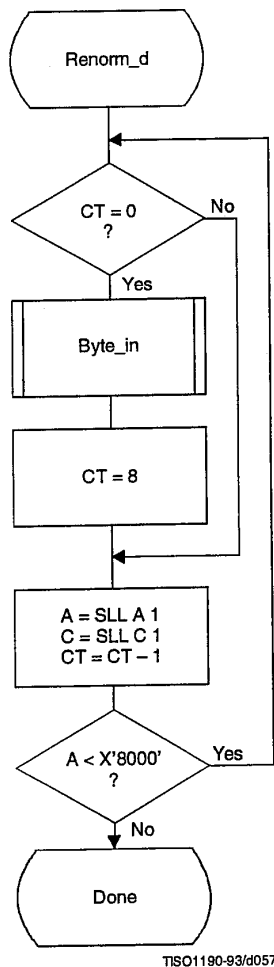 Renorm_d
CT = 0
?
No
Yes
Byte_in
CT = 8
A = SLL A 1
C = SLL C 1
CT = CT – 1
A < X'8000'
?
Yes
No
Done
TISO1190-93/d057